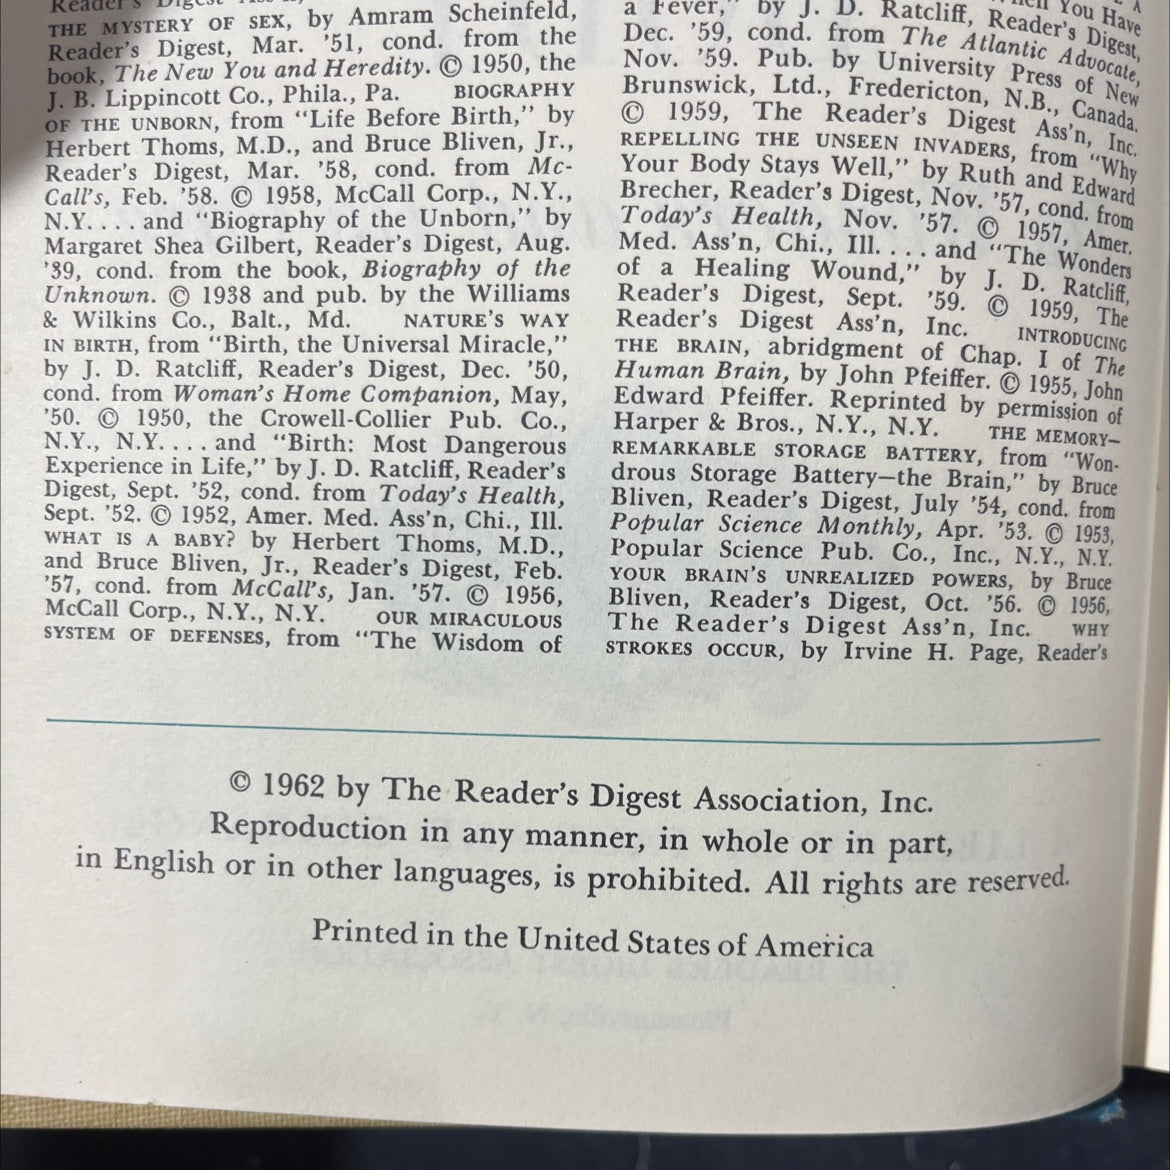 Reader's Digest
THE MYSTERY OF SEX, by Amram Scheinfeld,
Reader's Digest, Mar. '51, cond. from the
book, The New You and Heredity. © 1950, the
J. B. Lippincott Co., Phila., Pa. BIOGRAPHY
OF THE UNBORN, from “Life Before Birth,” by
Herbert Thoms, M.D., and Bruce Bliven, Jr.,
Reader's Digest, Mar. '58, cond. from Mc-
Call's, Feb. '58. © 1958, McCall Corp., N.Y.,
N.Y. . . . and “Biography of the Unborn,” by
Margaret Shea Gilbert, Reader's Digest, Aug.
'39, cond. from the book, Biography of the
Unknown. © 1938 and pub. by the Williams
& Wilkins Co., Balt., Md. NATURE'S WAY
IN BIRTH, from “Birth, the Universal Miracle,”
by J. D. Ratcliff, Reader's Digest, Dec. '50,
cond. from Woman's Home Companion, May,
'50. © 1950, the Crowell-Collier Pub. Co.,
N.Y., N.Y. . . . and “Birth: Most Dangerous
Experience in Life,” by J. D. Ratcliff, Reader's
Digest, Sept. '52, cond. from Today's Health,
Sept. '52. © 1952, Amer. Med. Ass'n, Chi., Ill.
WHAT IS A BABY? by Herbert Thoms, M.D.,
and Bruce Bliven, Jr., Reader's Digest, Feb.
'57, cond. from McCall's, Jan. '57. © 1956,
McCall Corp., N.Y., N.Y. OUR MIRACULOUS
SYSTEM OF DEFENSES, from “The Wisdom of
You Have
a Fever,” by J. D. Ratcliff, Reader's Digest,
Dec. '59, cond. from The Atlantic Advocate,
Nov. '59. Pub. by University Press of New
Brunswick, Ltd., Fredericton, N.B., Canada.
© 1959, The Reader's Digest Ass'n, Inc.
REPELLING THE UNSEEN INVADERS, from “Why
Your Body Stays Well,” by Ruth and Edward
Brecher, Reader's Digest, Nov. '57, cond. from
Today's Health, Nov. '57. © 1957, Amer.
Med. Ass'n, Chi., Ill. . . . and “The Wonders
of a Healing Wound,” by J. D. Ratcliff,
Reader's Digest, Sept. '59. © 1959, The
Reader's Digest Ass'n, Inc. INTRODUCING
THE BRAIN, abridgment of Chap. I of The
Human Brain, by John Pfeiffer. © 1955, John
Edward Pfeiffer. Reprinted by permission of
Harper & Bros., N.Y., N.Y. THE MEMORY—
REMARKABLE STORAGE BATTERY, from “Won-
drous Storage Battery—the Brain,” by Bruce
Bliven, Reader's Digest, July '54, cond. from
Popular Science Monthly, Apr. '53. © 1953,
Popular Science Pub. Co., Inc., N.Y., N.Y.
YOUR BRAIN'S UNREALIZED POWERS, by Bruce
Bliven, Reader's Digest, Oct. '56. © 1956,
The Reader's Digest Ass'n, Inc. WHY
STROKES OCCUR, by Irvine H. Page, Reader's
© 1962 by The Reader's Digest Association, Inc.
Reproduction in any manner, in whole or in part,
in English or in other languages, is prohibited. All rights are reserved.
Printed in the United States of America